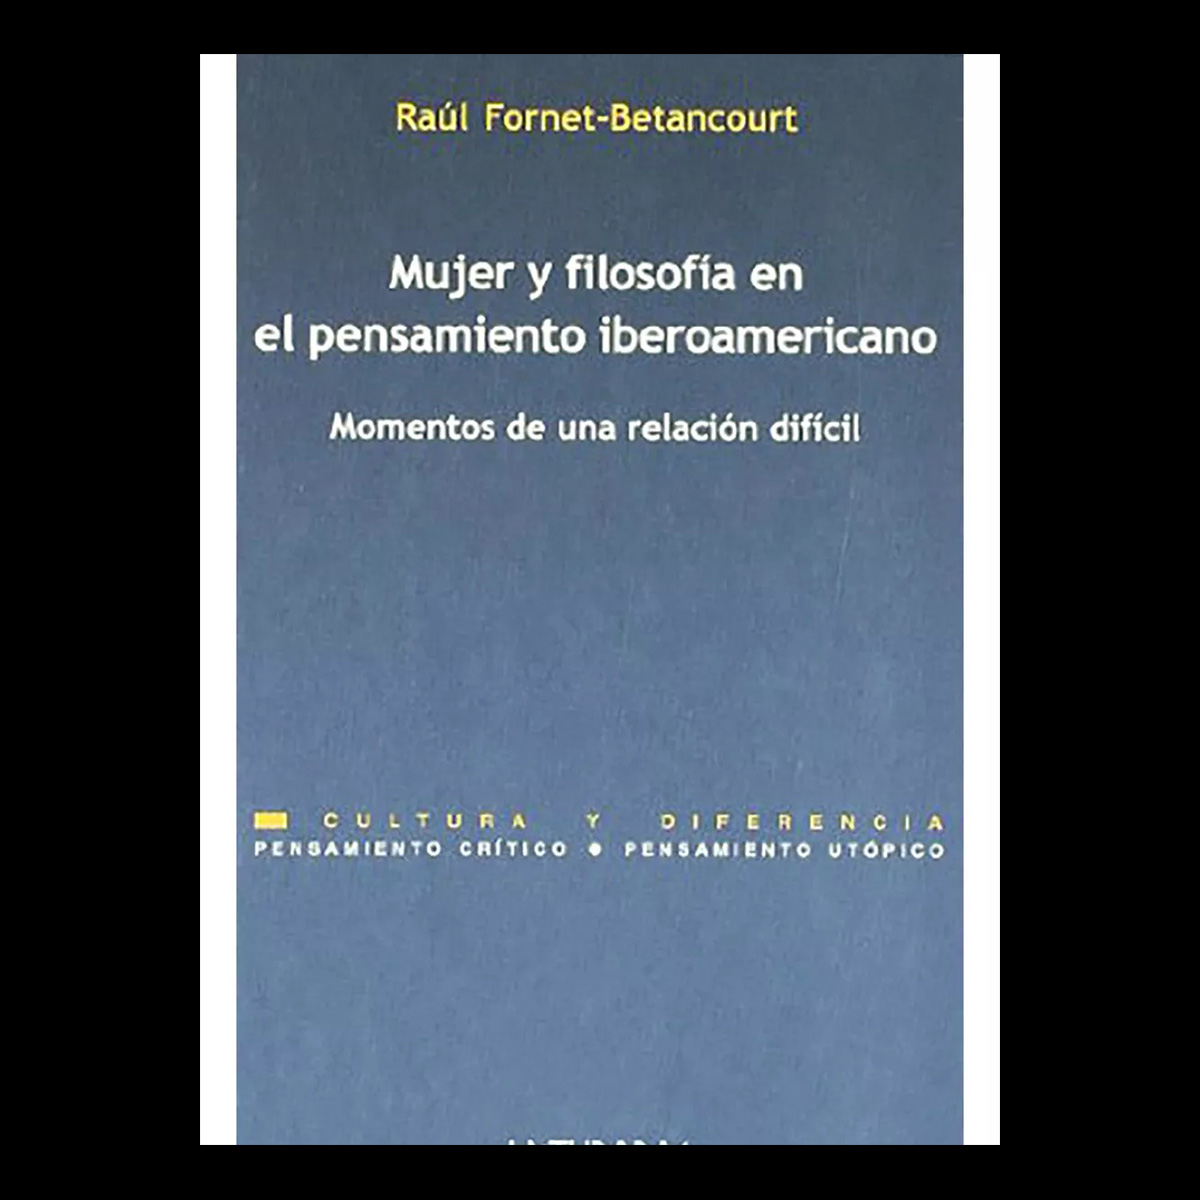 Raúl Fornet-Betancourt
Mujer y filosofía en
el pensamiento iberoamericano
Momentos de una relación difícil
CULTURA Y DIFERENCIA
PENSAMIENTO CRÍTICO ● PENSAMIENTO UTÓPICO